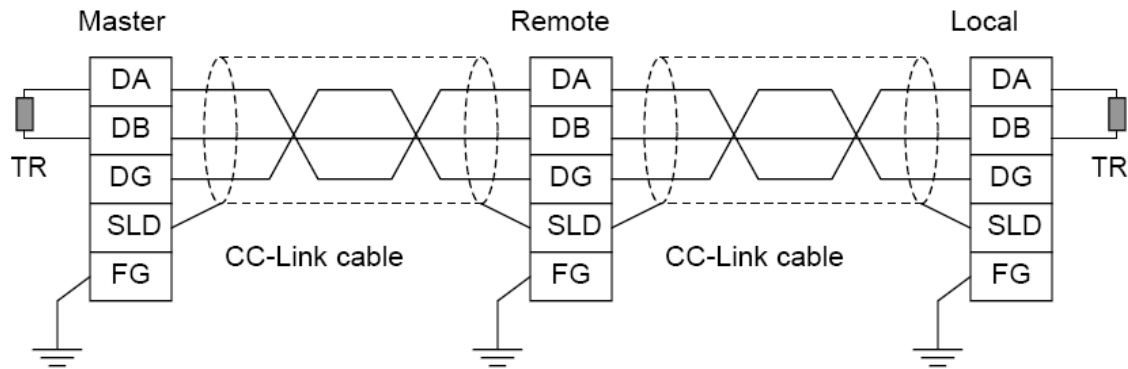 Master
Remote
Local
DA
DB
DG
SLD
FG
TR
CC-Link cable
DA
DB
DG
SLD
FG
CC-Link cable
DA
DB
DG
SLD
FG
TR